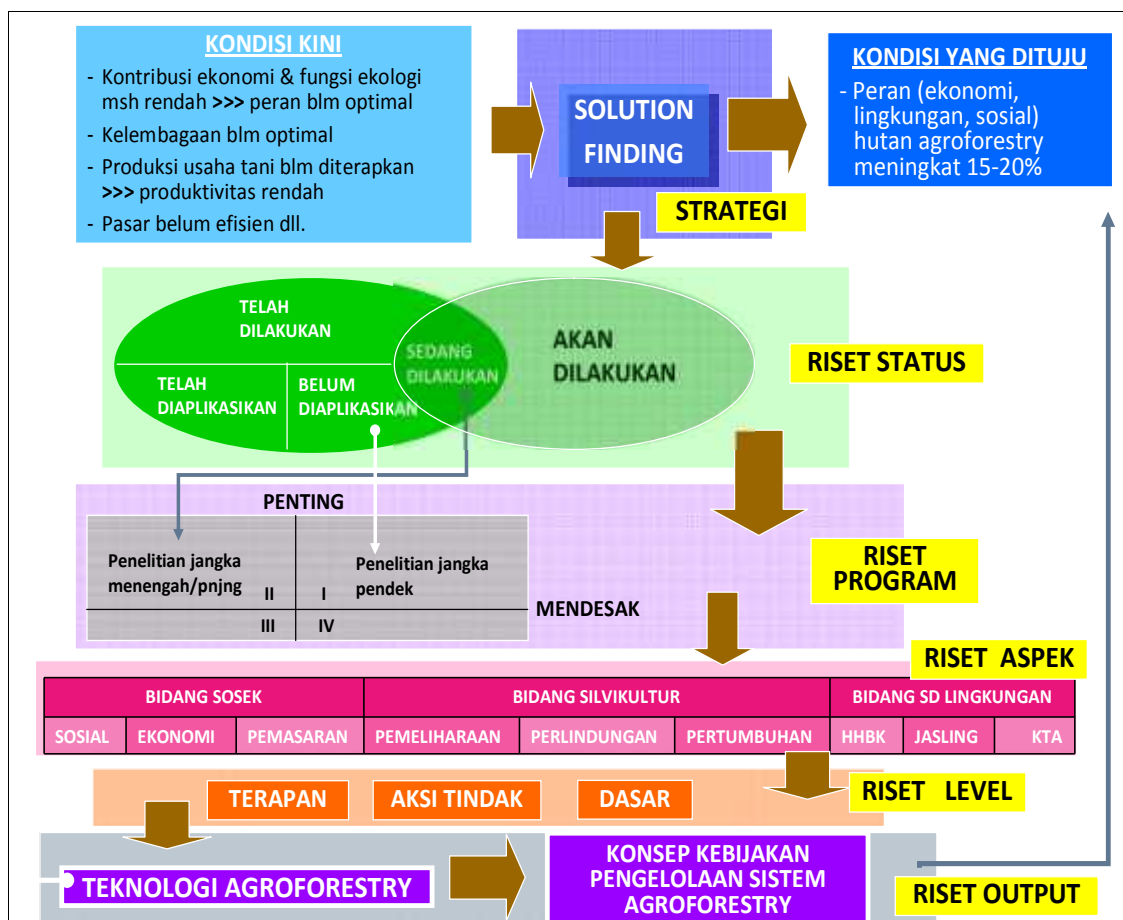 KONDISI KINI
- Kontribusi ekonomi & fungsi ekologi
msh rendah >>> peran blm optimal
- Kelembagaan blm optimal
- Produksi usaha tani blm diterapkan
>>> produktivitas rendah
- Pasar belum efisien dll.
SOLUTION
FINDING
KONDISI YANG DITUJU
- Peran (ekonomi,
lingkungan, sosial)
hutan agroforestry
meningkat 15-20%
STRATEGI
TELAH
DILAKUKAN
TELAH
DIAPLIKASIKAN
BELUM
DIAPLIKASIKAN
SEDANG
DILAKUKAN
AKAN
DILAKUKAN
RISET STATUS
PENTING
Penelitian jangka
menengah/pnjng
II
I
Penelitian jangka
pendek
III
IV
MENDESAK
RISET
PROGRAM
RISET ASPEK
BIDANG SOSEK
BIDANG SILVIKULTUR
BIDANG SD LINGKUNGAN
SOSIAL
EKONOMI
PEMASARAN
PEMELIHARAAN
PERLINDUNGAN
PERTUMBUHAN
HHBK
JASLING
KTA
TERAPAN
AKSI TINDAK
DASAR
RISET LEVEL
TEKNOLOGI AGROFORESTRY
KONSEP KEBIJAKAN
PENGELOLAAN SISTEM
AGROFORESTRY
RISET OUTPUT